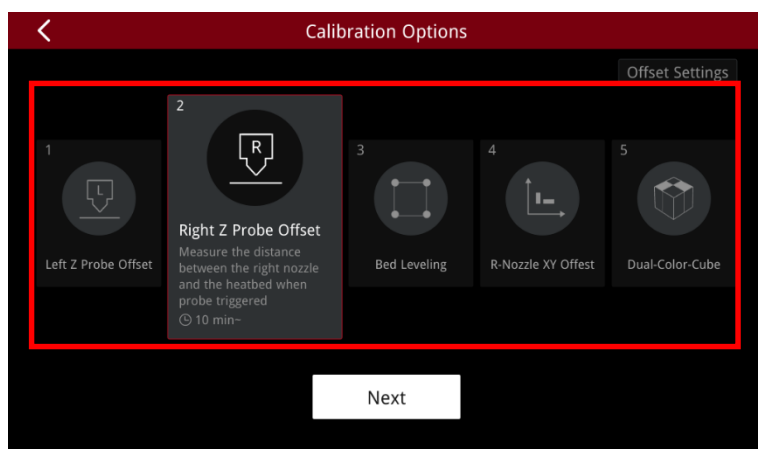 Calibration Options
Offset Settings
1
L
Left Z Probe Offset
2
R
Right Z Probe Offset
Measure the distance
between the right nozzle
and the heatbed when
probe triggered
10 min~
3
Bed Leveling
4
R-Nozzle XY Offest
5
Dual-Color-Cube
Next